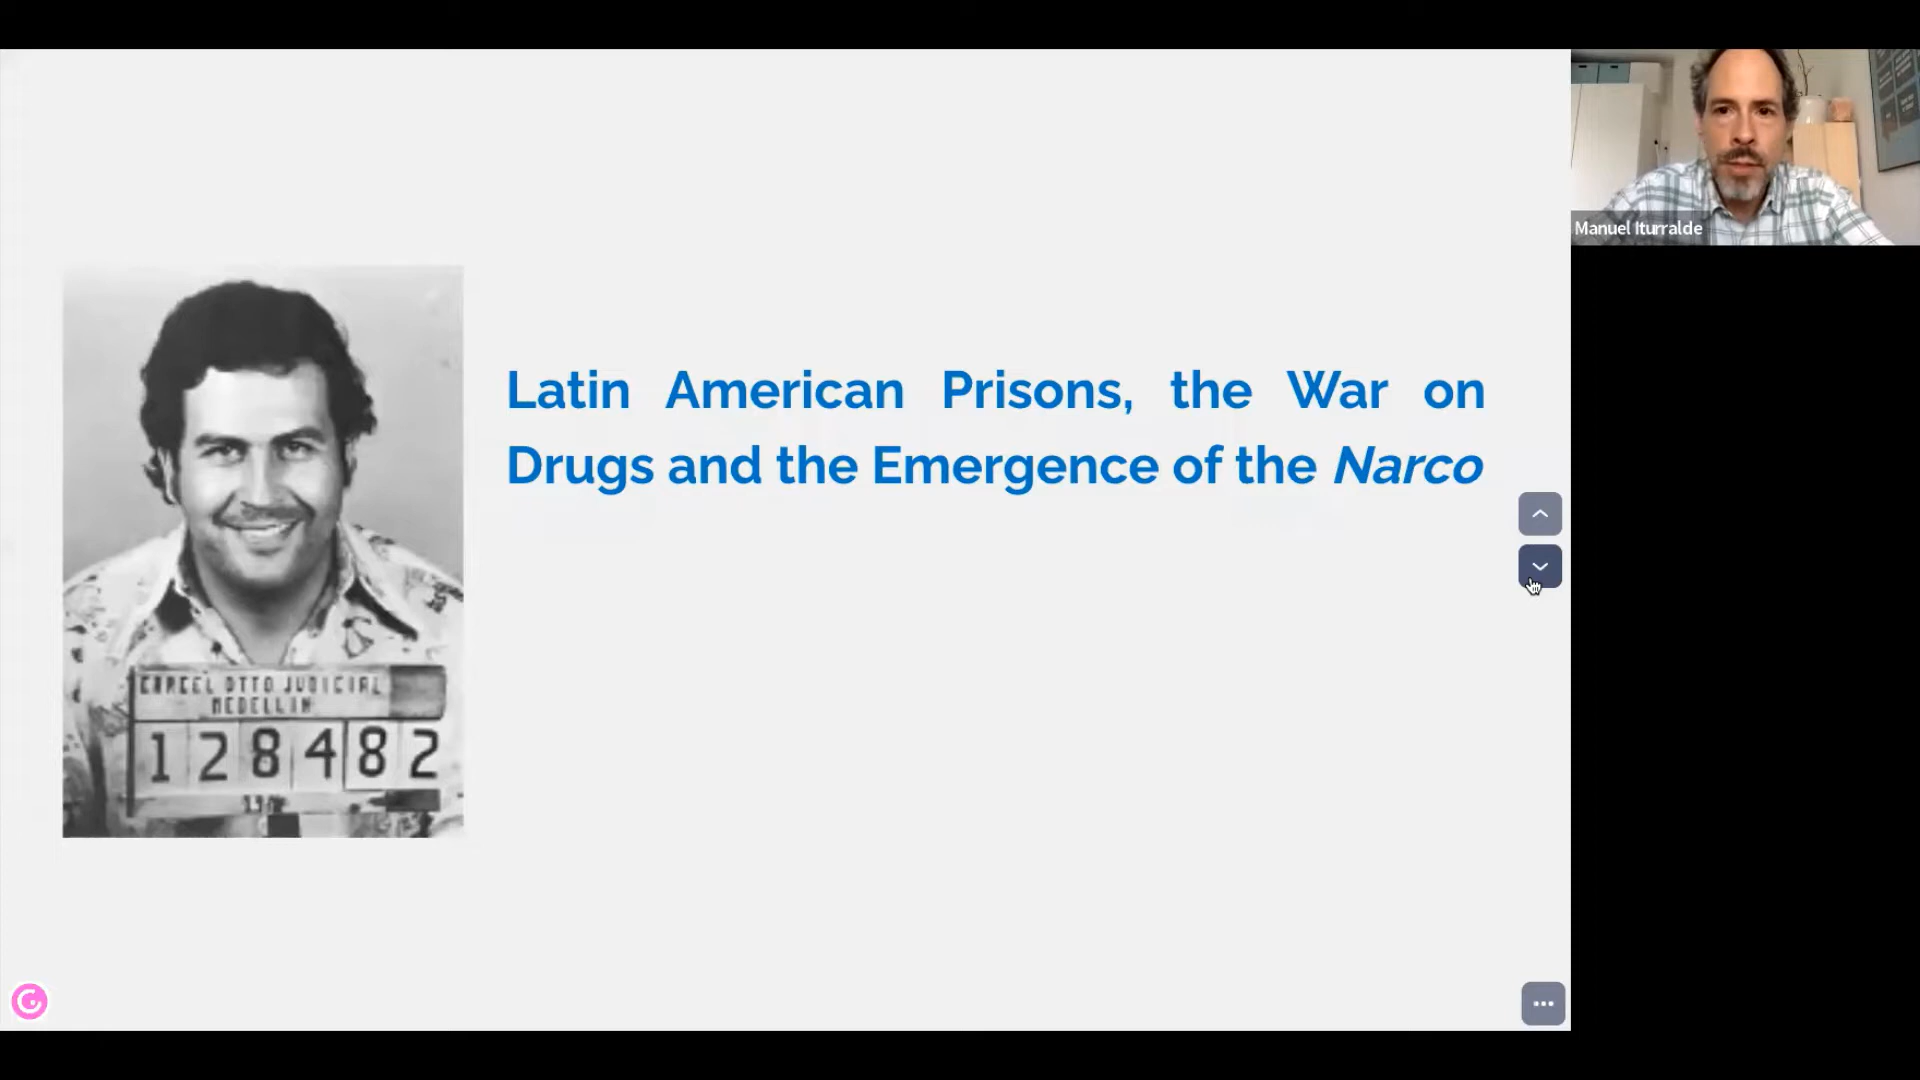 Latin American Prisons, the War on
Drugs and the Emergence of the Narco
Manuel Iturralde
CARCEL DTTO JUDICIAL
MEDELLIN
128482